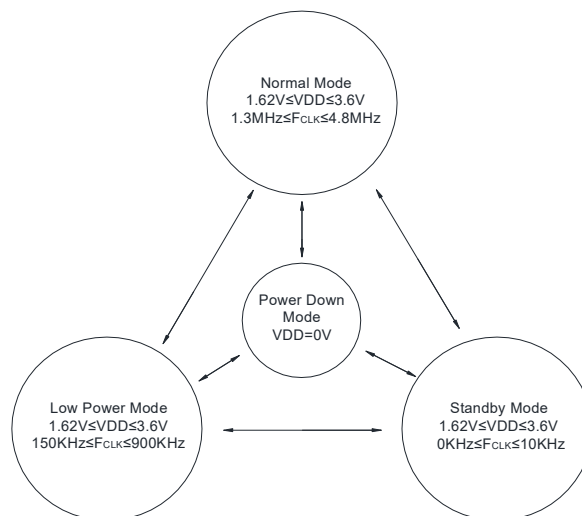 Normal Mode
1.62V≤VDD≤3.6V
1.3MHz≤FCLK≤4.8MHz
Power Down
Mode
VDD=0V
Low Power Mode
1.62V≤VDD≤3.6V
150KHz≤FCLK≤900KHz
Standby Mode
1.62V≤VDD≤3.6V
0KHz≤FCLK≤10KHz